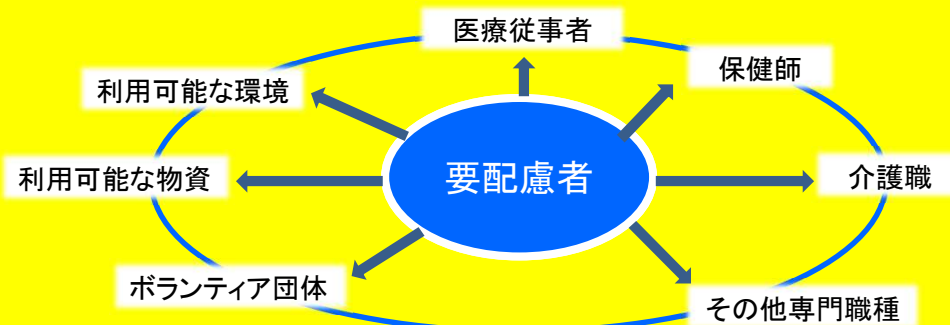 医療従事者
保健師
利用可能な環境
要配慮者
利用可能な物資
介護職
ボランティア団体
その他専門職種